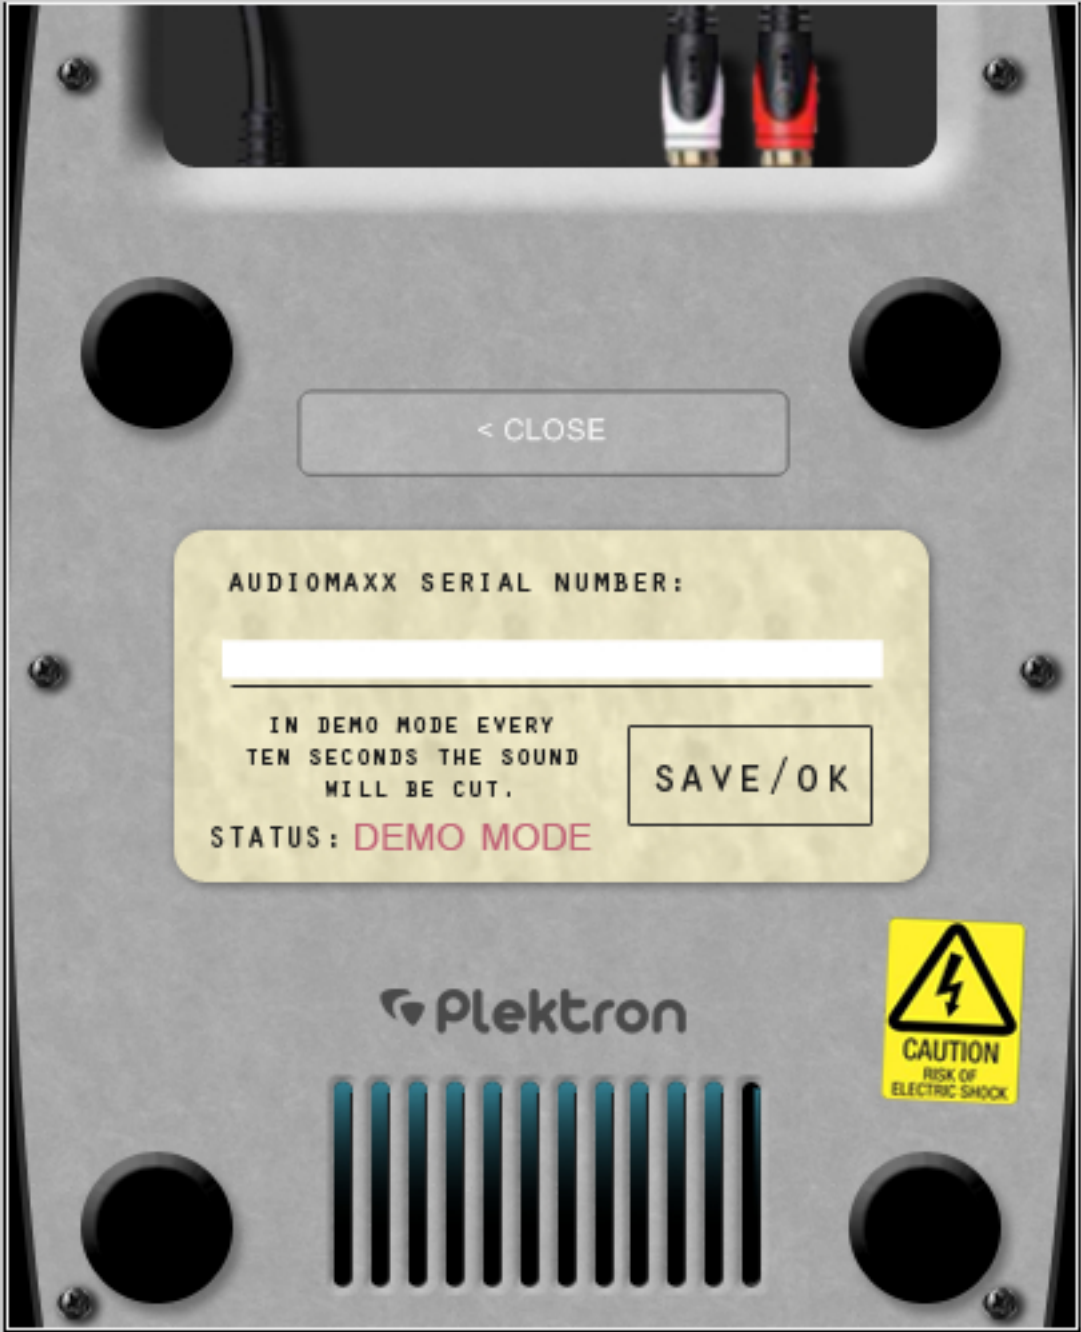 < CLOSE
AUDIOMAXX SERIAL NUMBER:
IN DEMO MODE EVERY
TEN SECONDS THE SOUND
WILL BE CUT.
SAVE/OK
STATUS: DEMO MODE
Plektron
CAUTION
RISK OF
ELECTRIC SHOCK